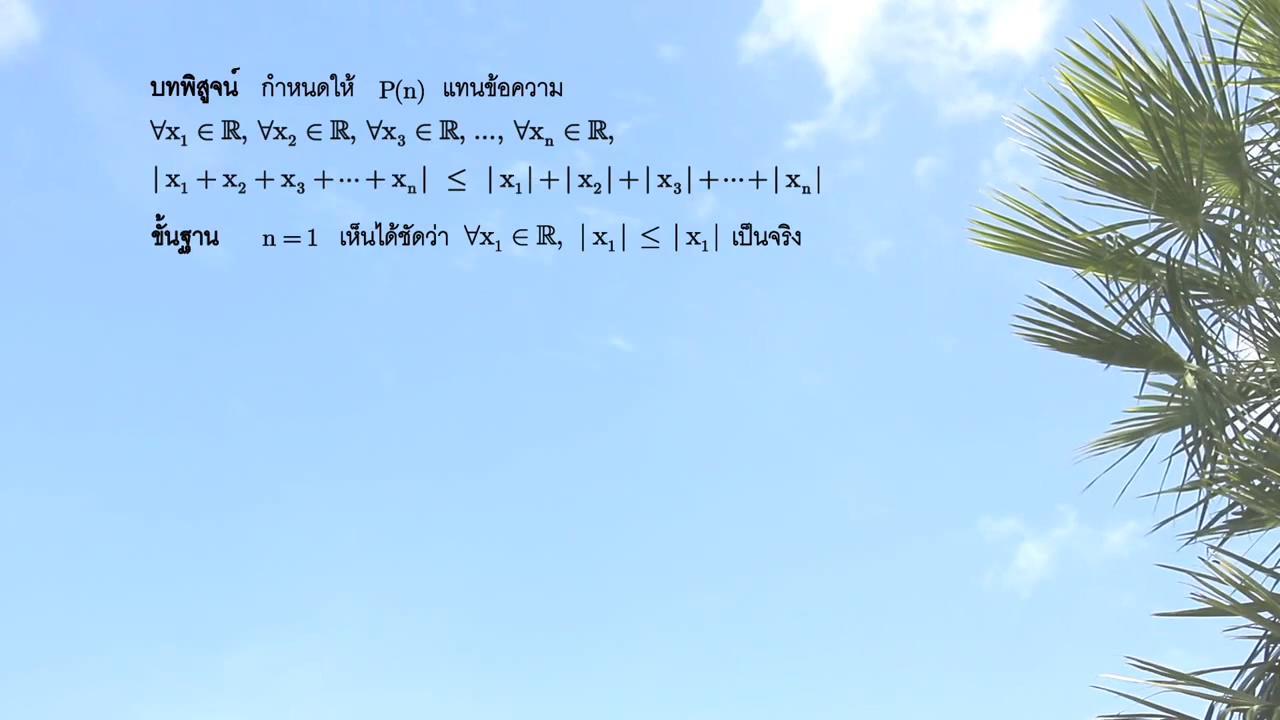 บทพิสูจน์ กำหนดให้ P(n) แทนข้อความ
∀x₁ ∈ ℝ, ∀x₂ ∈ ℝ, ∀x₃ ∈ ℝ, ..., ∀xₙ ∈ ℝ,
|x₁ + x₂ + x₃ + ⋯ + xₙ| ≤ |x₁| + |x₂| + |x₃| + ⋯ + |xₙ|
ขั้นฐาน n = 1 เห็นได้ชัดว่า ∀x₁ ∈ ℝ, |x₁| ≤ |x₁| เป็นจริง